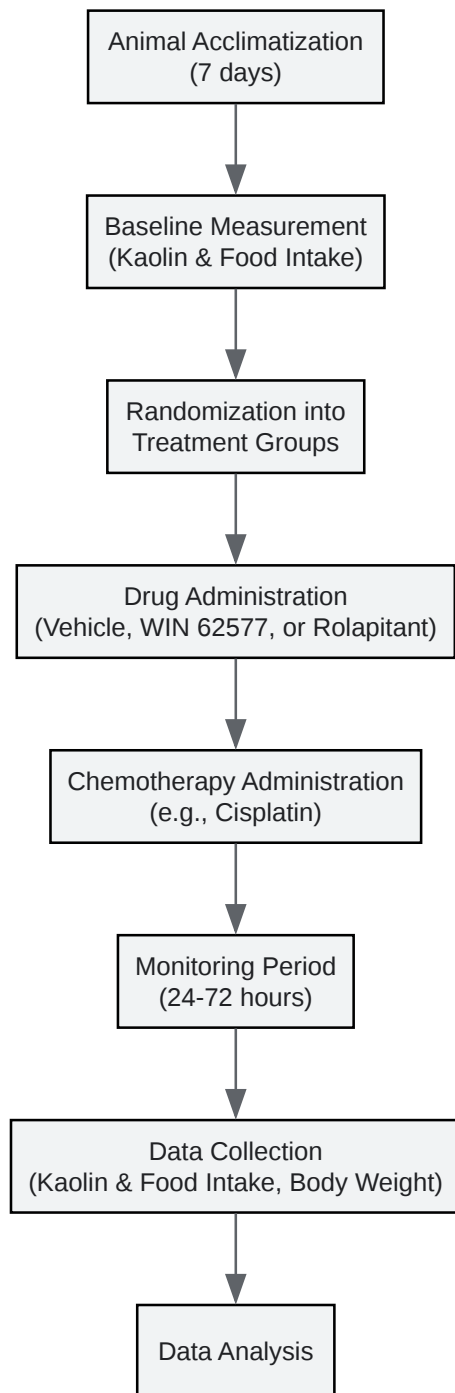 Animal Acclimatization
(7 days)
Baseline Measurement
(Kaolin & Food Intake)
Randomization into
Treatment Groups
Drug Administration
(Vehicle, WIN 62577, or Rolapitant)
Chemotherapy Administration
(e.g., Cisplatin)
Monitoring Period
(24-72 hours)
Data Collection
(Kaolin & Food Intake, Body Weight)
Data Analysis